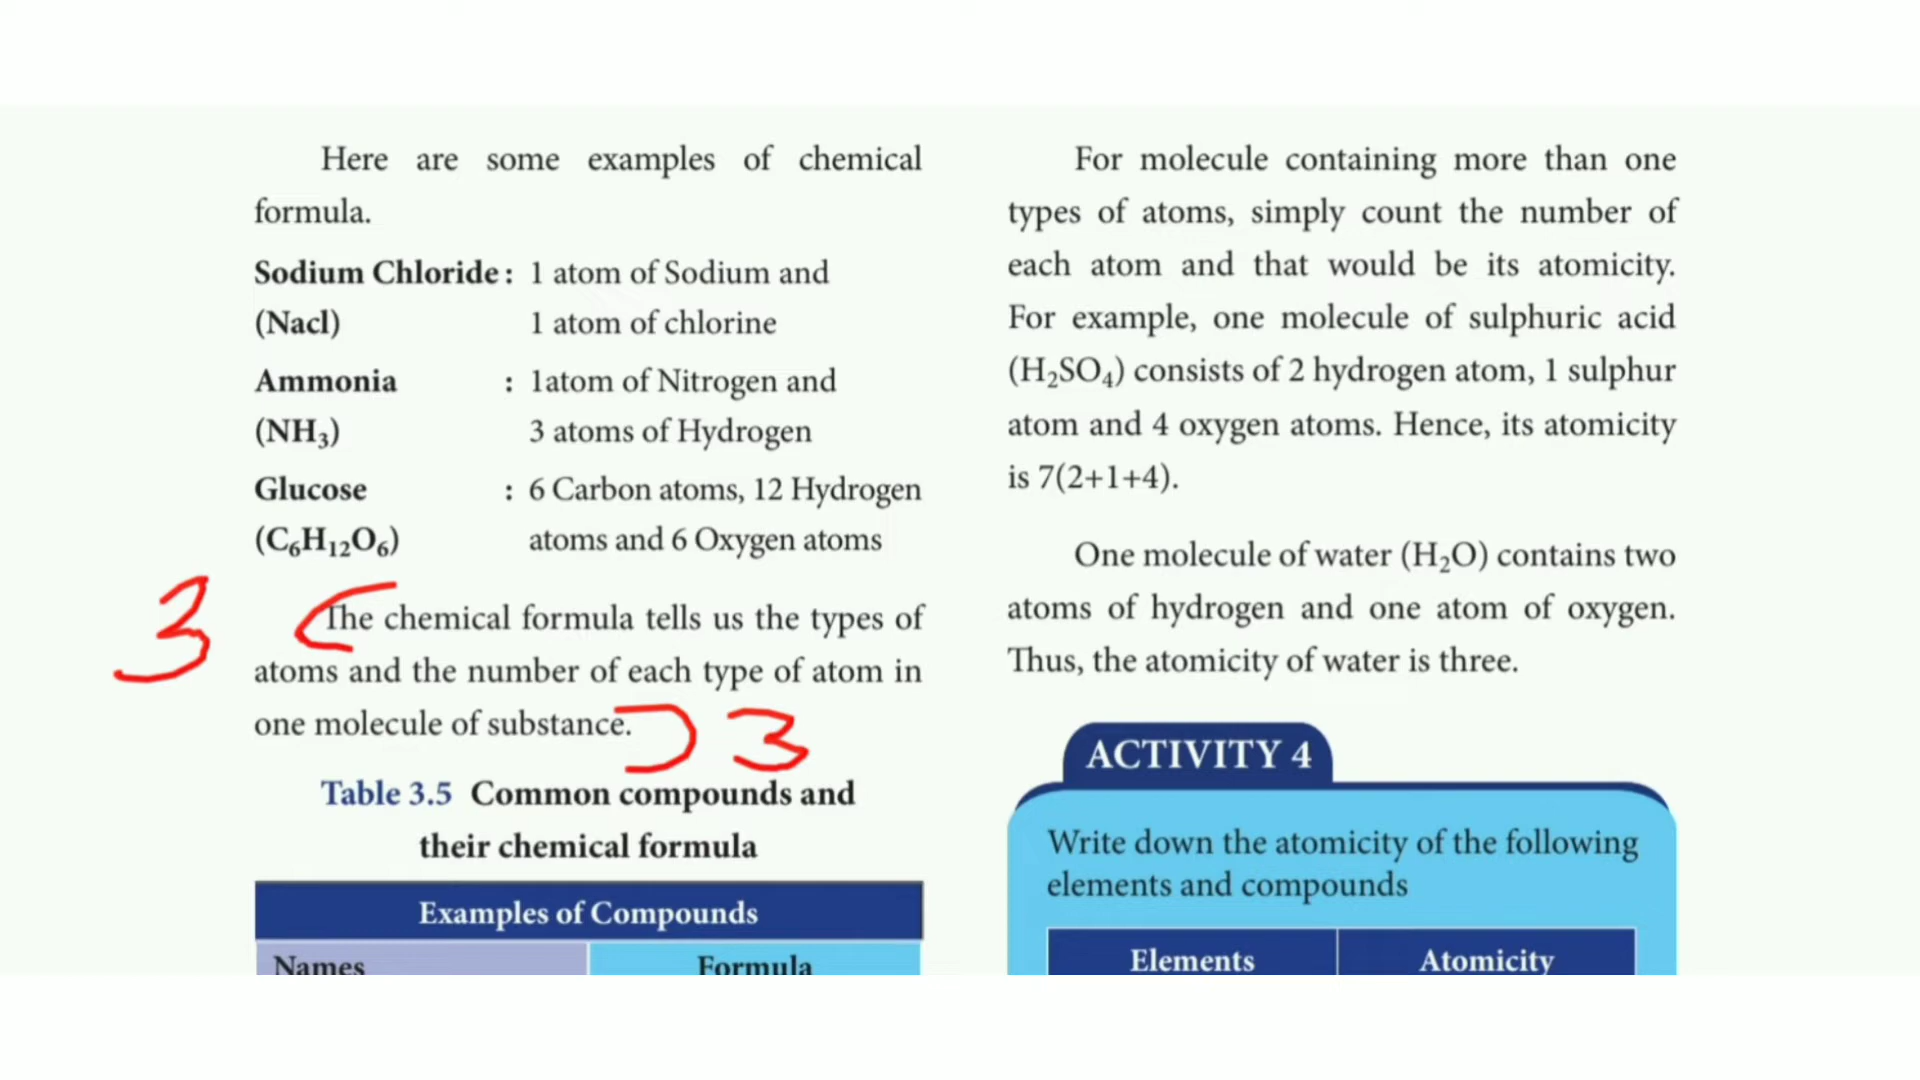 Here are some examples of chemical
formula.
Sodium Chloride : 1 atom of Sodium and
(Nacl) 1 atom of chlorine
Ammonia : 1atom of Nitrogen and
(NH₃) 3 atoms of Hydrogen
Glucose : 6 Carbon atoms, 12 Hydrogen
(C₆H₁₂O₆) atoms and 6 Oxygen atoms
3
The chemical formula tells us the types of
atoms and the number of each type of atom in
one molecule of substance.
3
Table 3.5 Common compounds and
their chemical formula
Examples of Compounds
Names Formula
For molecule containing more than one
types of atoms, simply count the number of
each atom and that would be its atomicity.
For example, one molecule of sulphuric acid
(H₂SO₄) consists of 2 hydrogen atom, 1 sulphur
atom and 4 oxygen atoms. Hence, its atomicity
is 7(2+1+4).
One molecule of water (H₂O) contains two
atoms of hydrogen and one atom of oxygen.
Thus, the atomicity of water is three.
ACTIVITY 4
Write down the atomicity of the following
elements and compounds
Elements Atomicity